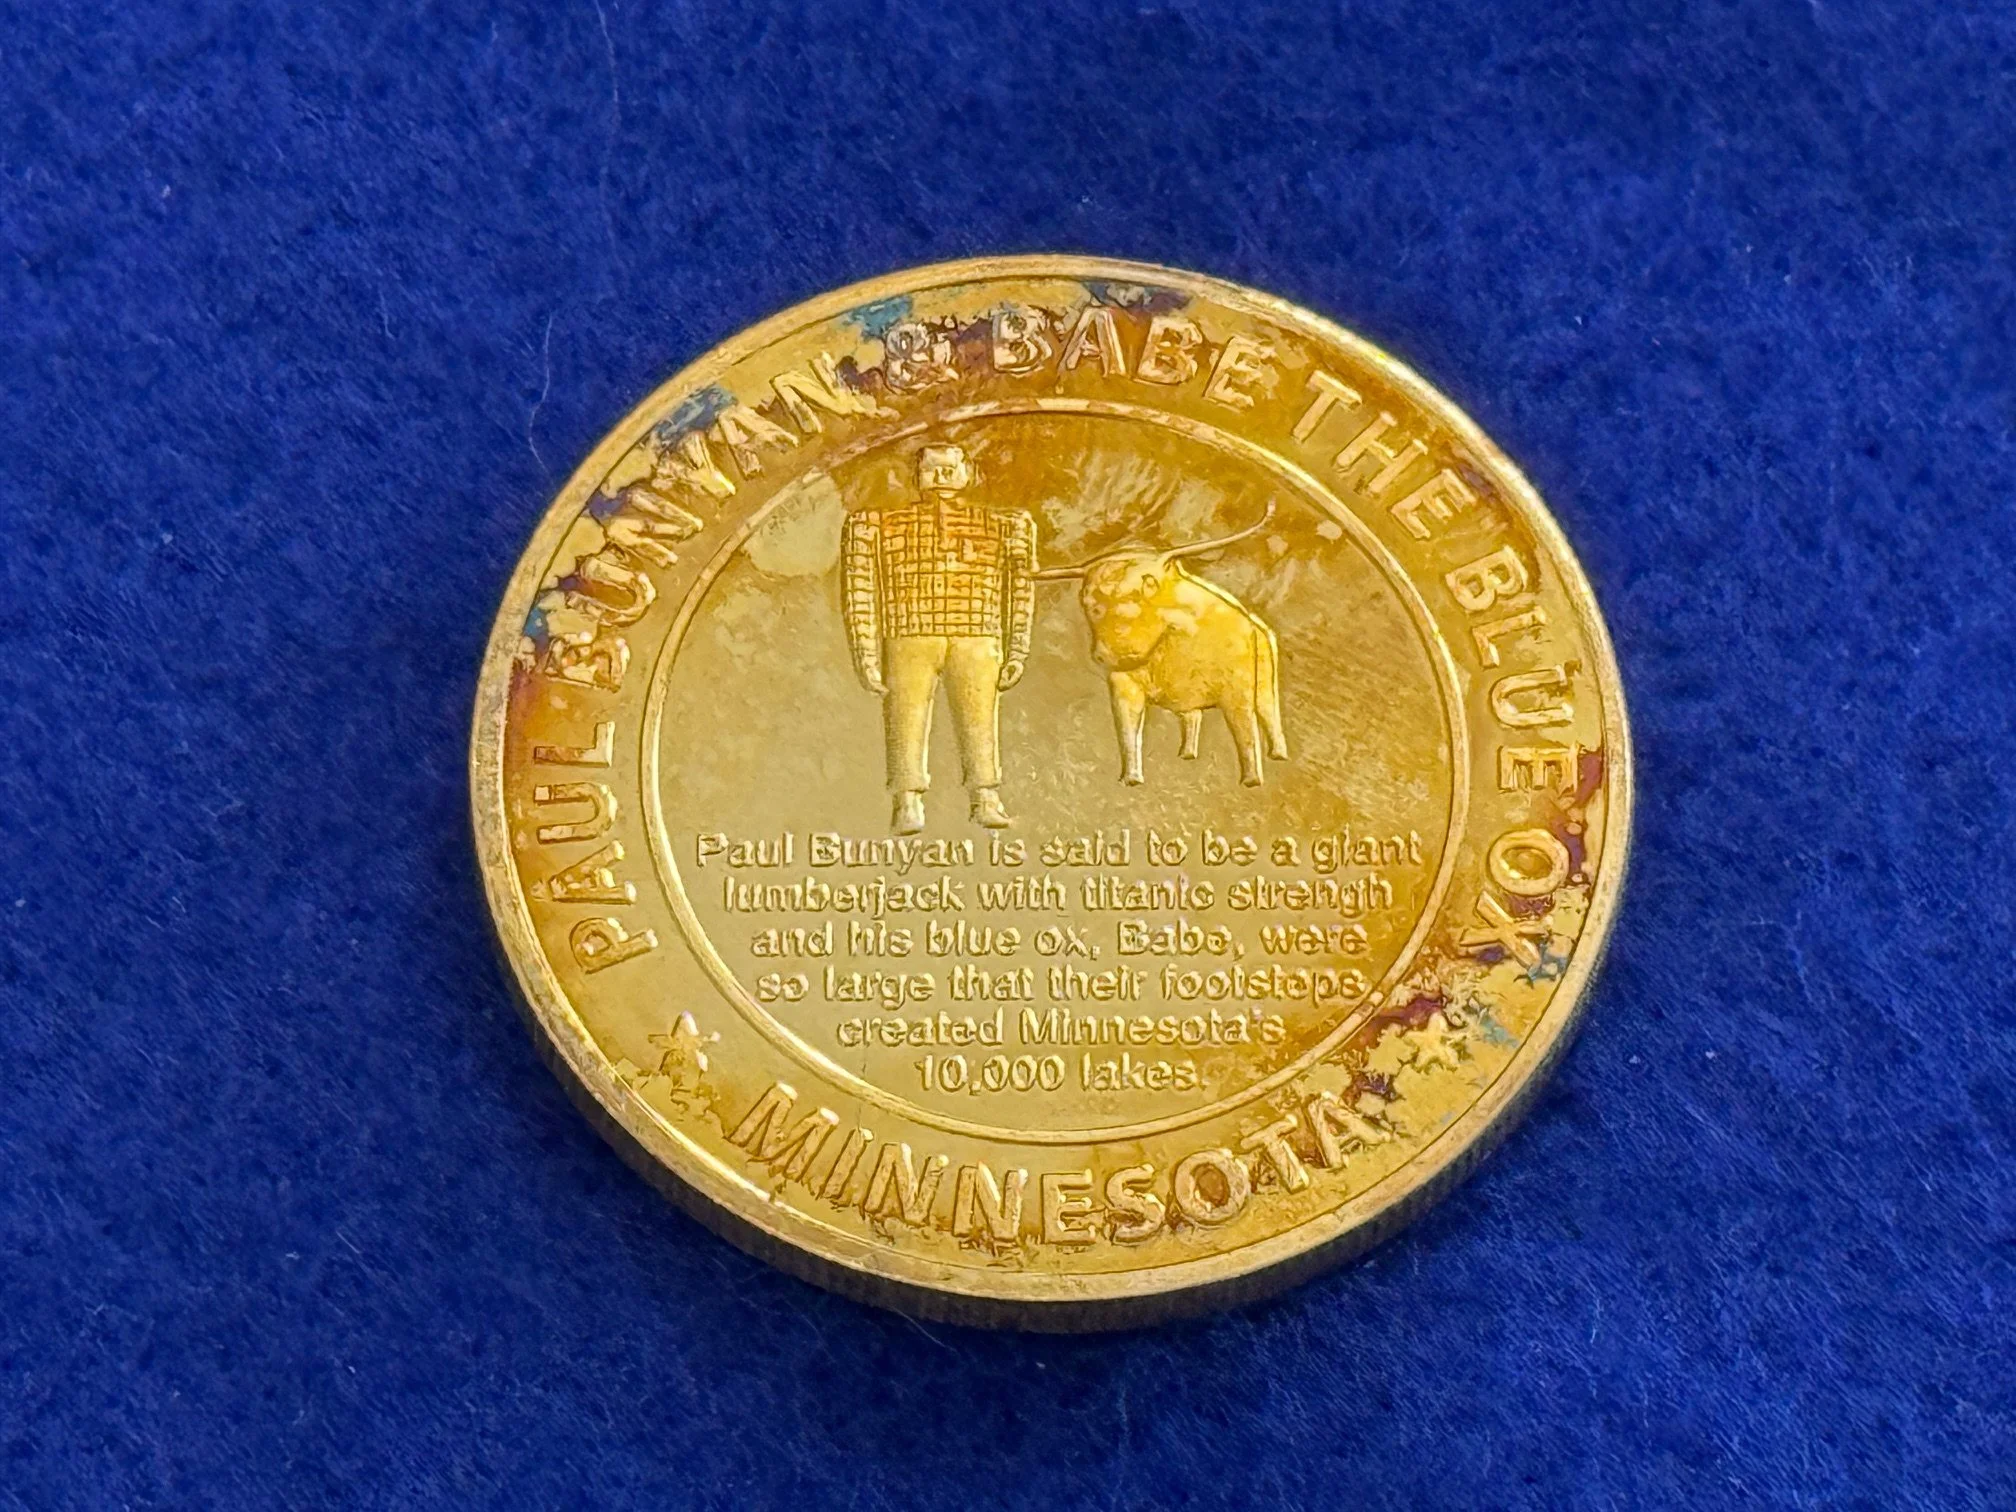 PAUL BUNYAN & BABE THE BLUE OX
Paul Bunyan is said to be a giant
lumberjack with titanic strengh
and his blue ox, Babe, were
so large that their footsteps
created Minnesota's
10,000 lakes.
MINNESOTA